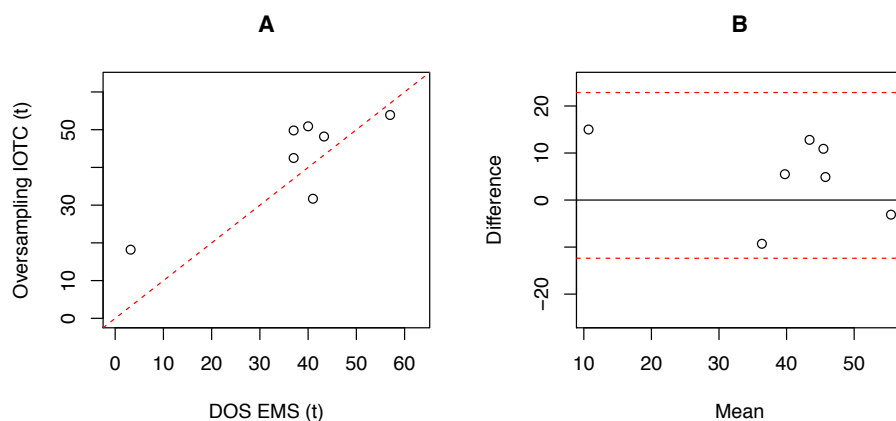 A
Oversampling IOTC (t)
0 10 30 50
0 10 20 30 40 50 60
DOS EMS (t)
B
Difference
−20 0 10 20
10 20 30 40 50
Mean